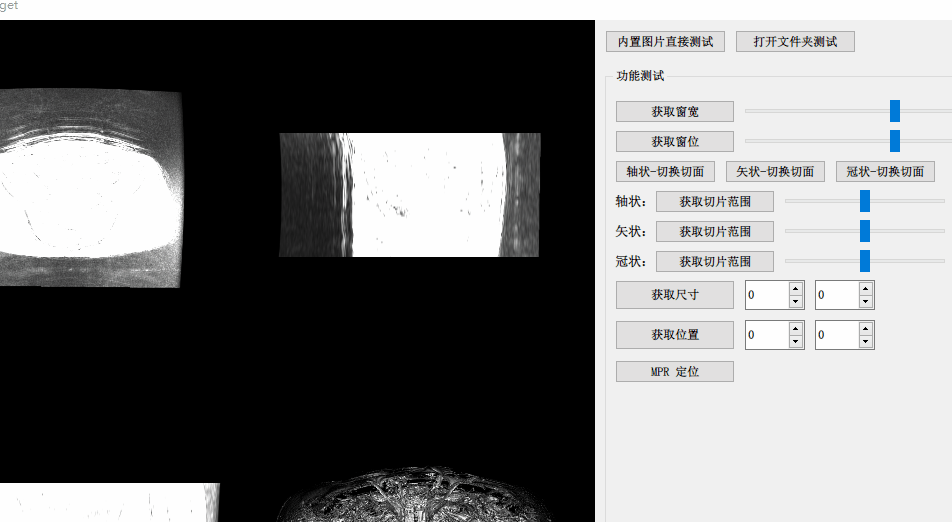 get
内置图片直接测试 打开文件夹测试
功能测试
获取窗宽
获取窗位
轴状-切换切面 矢状-切换切面 冠状-切换切面
轴状： 获取切片范围
矢状： 获取切片范围
冠状： 获取切片范围
获取尺寸 0 0
获取位置 0 0
MPR 定位